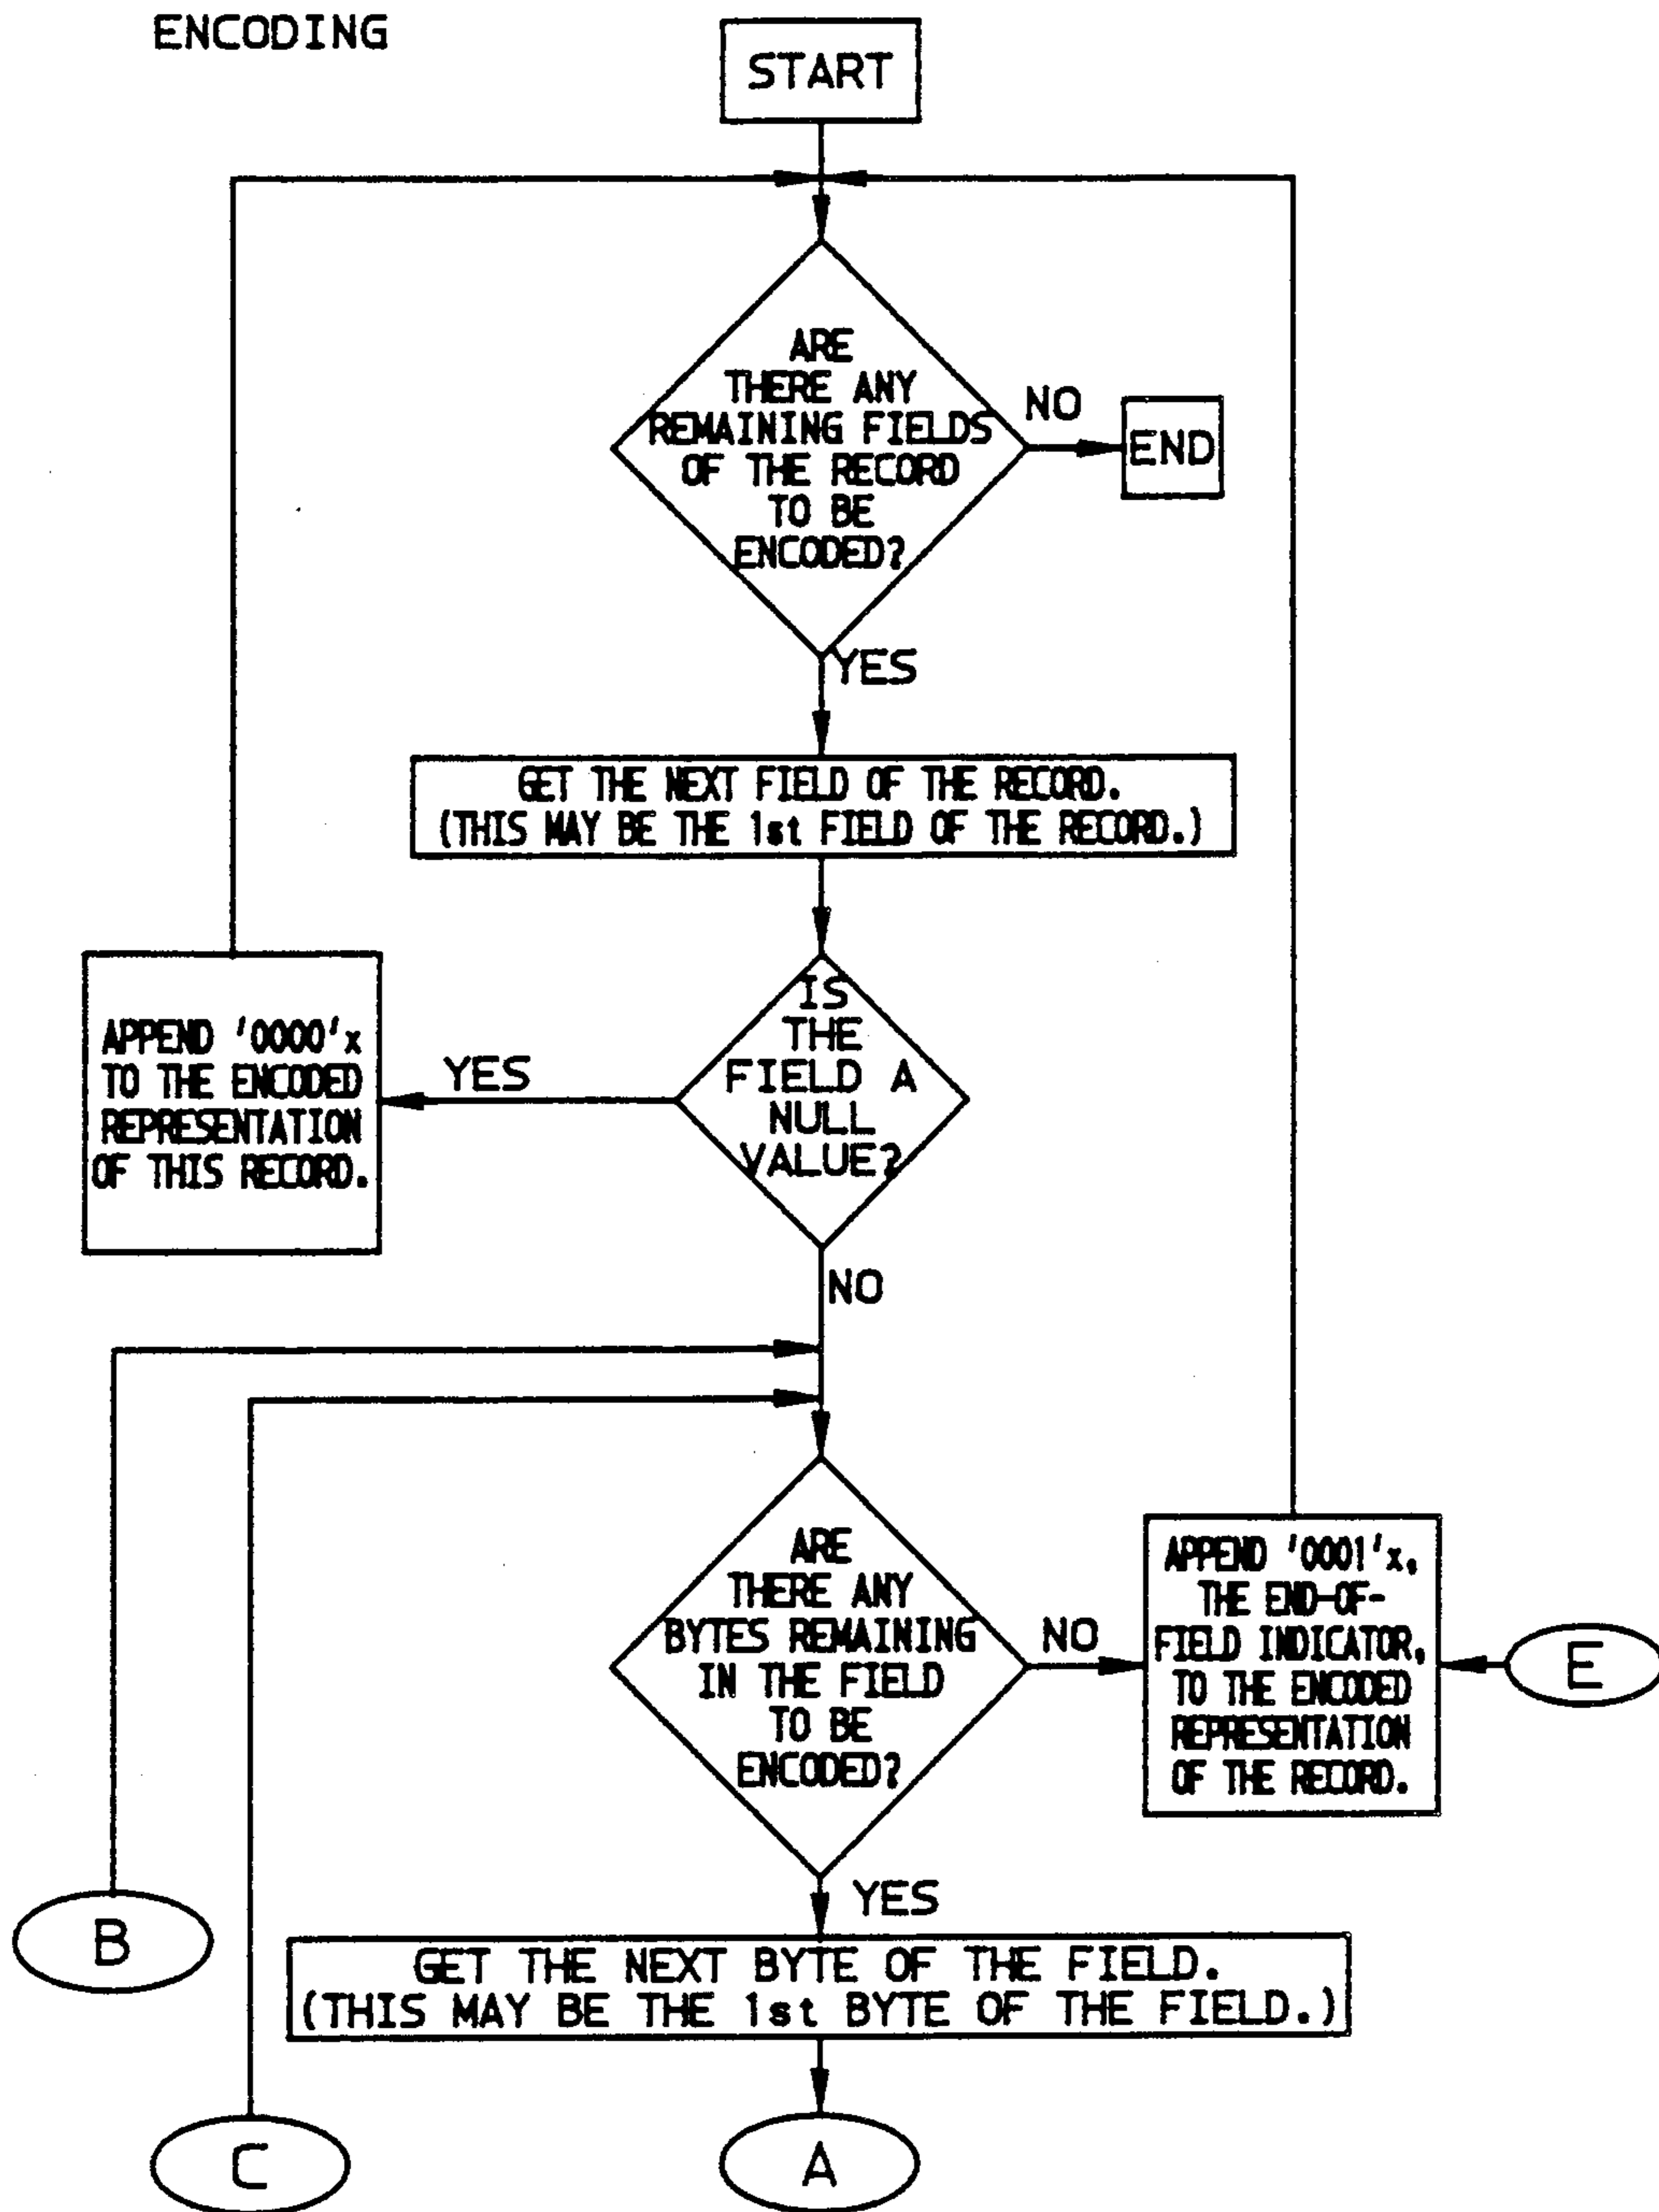 ENCODING
START
ARE
THERE ANY
REMAINING FIELDS
OF THE RECORD
TO BE
ENCODED?
NO
END
YES
GET THE NEXT FIELD OF THE RECORD.
(THIS MAY BE THE 1st FIELD OF THE RECORD.)
IS
THE
FIELD A
NULL
VALUE?
YES
APPEND '0000'x
TO THE ENCODED
REPRESENTATION
OF THIS RECORD.
NO
ARE
THERE ANY
BYTES REMAINING
IN THE FIELD
TO BE
ENCODED?
NO
APPEND '0001'x,
THE END-OF-
FIELD INDICATOR,
TO THE ENCODED
REPRESENTATION
OF THE RECORD.
E
YES
B
GET THE NEXT BYTE OF THE FIELD.
(THIS MAY BE THE 1st BYTE OF THE FIELD.)
C
A